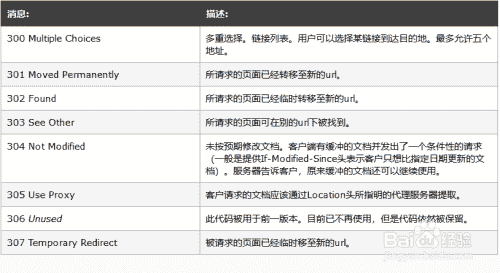 消息: 描述:
300 Multiple Choices 多重选择。链接列表。用户可以选择某链接到达目的地。最多允许五个
地址。
301 Moved Permanently 所请求的页面已经转移至新的url。
302 Found 所请求的页面已经临时转移至新的url。
303 See Other 所请求的页面可在别的url下被找到。
304 Not Modified 未按预期修改文档。客户端有缓冲的文档并发出了一个条件性的请求
（一般是提供If-Modified-Since头表示客户只想比指定日期更新的文
档）。服务器告诉客户，原来缓冲的文档还可以继续使用。
305 Use Proxy 客户请求的文档应该通过Location头所指明的代理服务器提取。
306 Unused 此代码被用于前一版本。目前已不再使用，但是代码依然被保留。
307 Temporary Redirect 被请求的页面已经临时移至新的url。
Baidu经验
jingyan.baidu.com